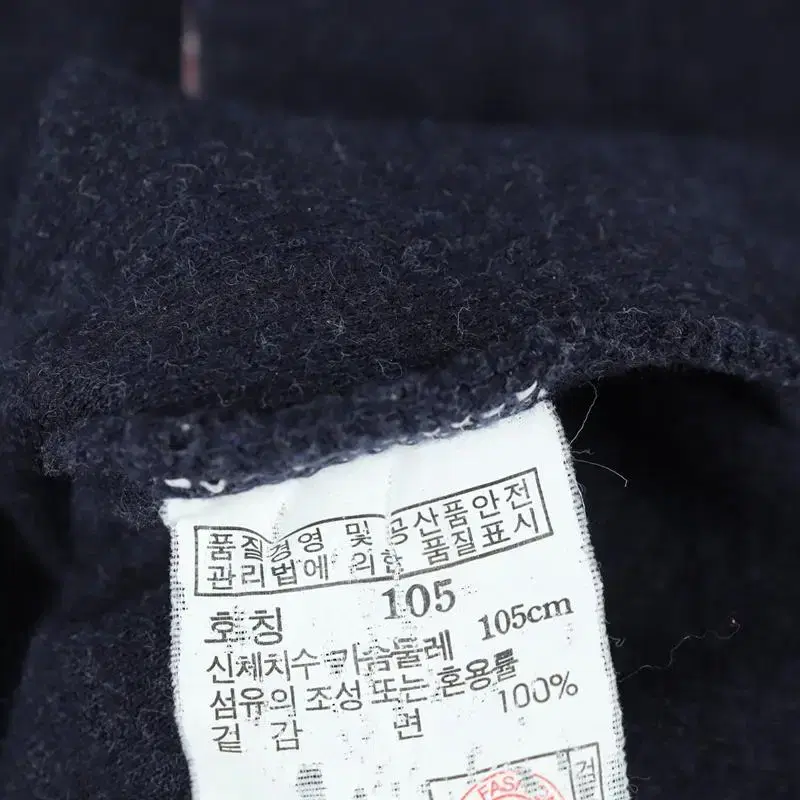 품질경영 및 공산품안전
관리법에 의한 품질표시
호칭 105
신체치수 가슴둘레 105cm
섬유의 조성 또는 혼용률
겉감 면 100%
검
FAS